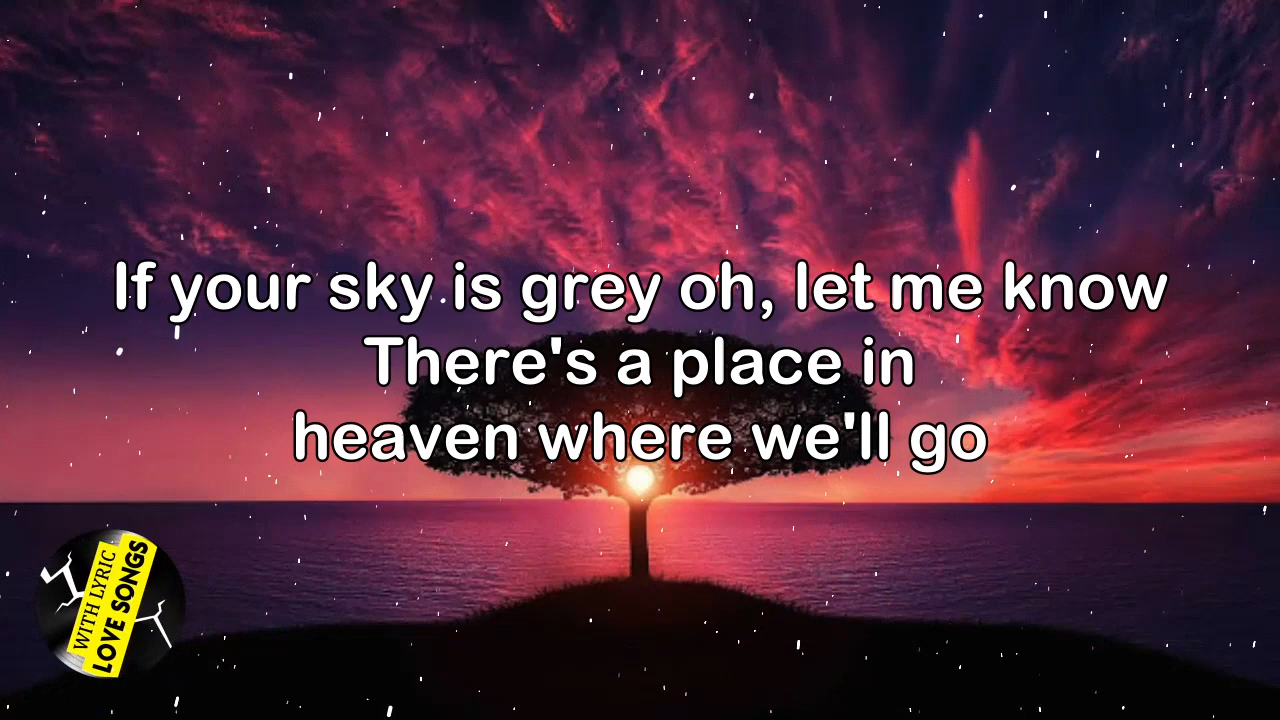 If your sky is grey oh, let me know
There's a place in
heaven where we'll go
WITH LYRIC
LOVE SONGS